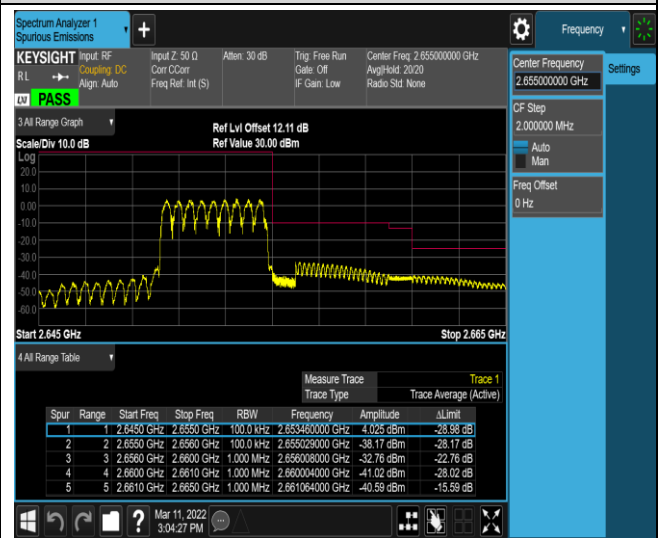 Spectrum Analyzer 1
Spurious Emissions
Frequency
KEYSIGHT Input: RF Input Z: 50 Ω Atten: 30 dB Trig: Free Run Center Freq: 2.655000000 GHz
RL Coupling: DC Corr CCorr Gate: Off Avg|Hold: 20/20
Align: Auto Freq Ref: Int (S) IF Gain: Low Radio Std: None
LXI PASS
Center Frequency
2.655000000 GHz
Settings
CF Step
2.000000 MHz
Auto
Man
Freq Offset
0 Hz
3 All Range Graph
Ref Lvl Offset 12.11 dB
Scale/Div 10.0 dB Ref Value 30.00 dBm
Log
20.0
10.0
0.00
-10.0
-20.0
-30.0
-40.0
-50.0
-60.0
Start 2.645 GHz Stop 2.665 GHz
4 All Range Table
Measure Trace Trace 1
Trace Type Trace Average (Active)
Spur Range Start Freq Stop Freq RBW Frequency Amplitude ΔLimit
1 1 2.6450 GHz 2.6550 GHz 100.0 kHz 2.653460000 GHz 4.025 dBm -28.98 dB
2 2 2.6550 GHz 2.6560 GHz 100.0 kHz 2.655029000 GHz -38.17 dBm -28.17 dB
3 3 2.6560 GHz 2.6600 GHz 1.000 MHz 2.656008000 GHz -32.76 dBm -22.76 dB
4 4 2.6600 GHz 2.6610 GHz 1.000 MHz 2.660004000 GHz -41.02 dBm -28.02 dB
5 5 2.6610 GHz 2.6650 GHz 1.000 MHz 2.661064000 GHz -40.59 dBm -15.59 dB
Mar 11, 2022
3:04:27 PM